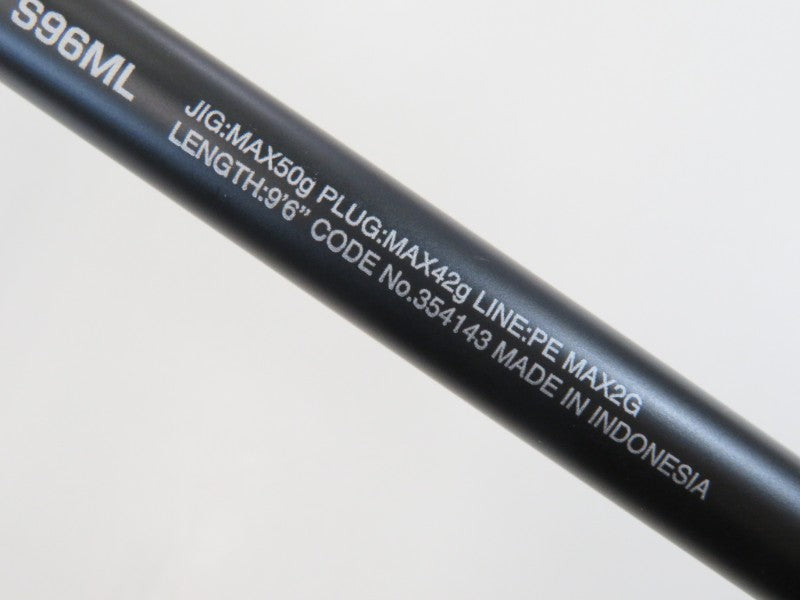 S96ML
JIG:MAX50g PLUG:MAX42g LINE:PE MAX2G
LENGTH:9'6" CODE No.354143 MADE IN INDONESIA